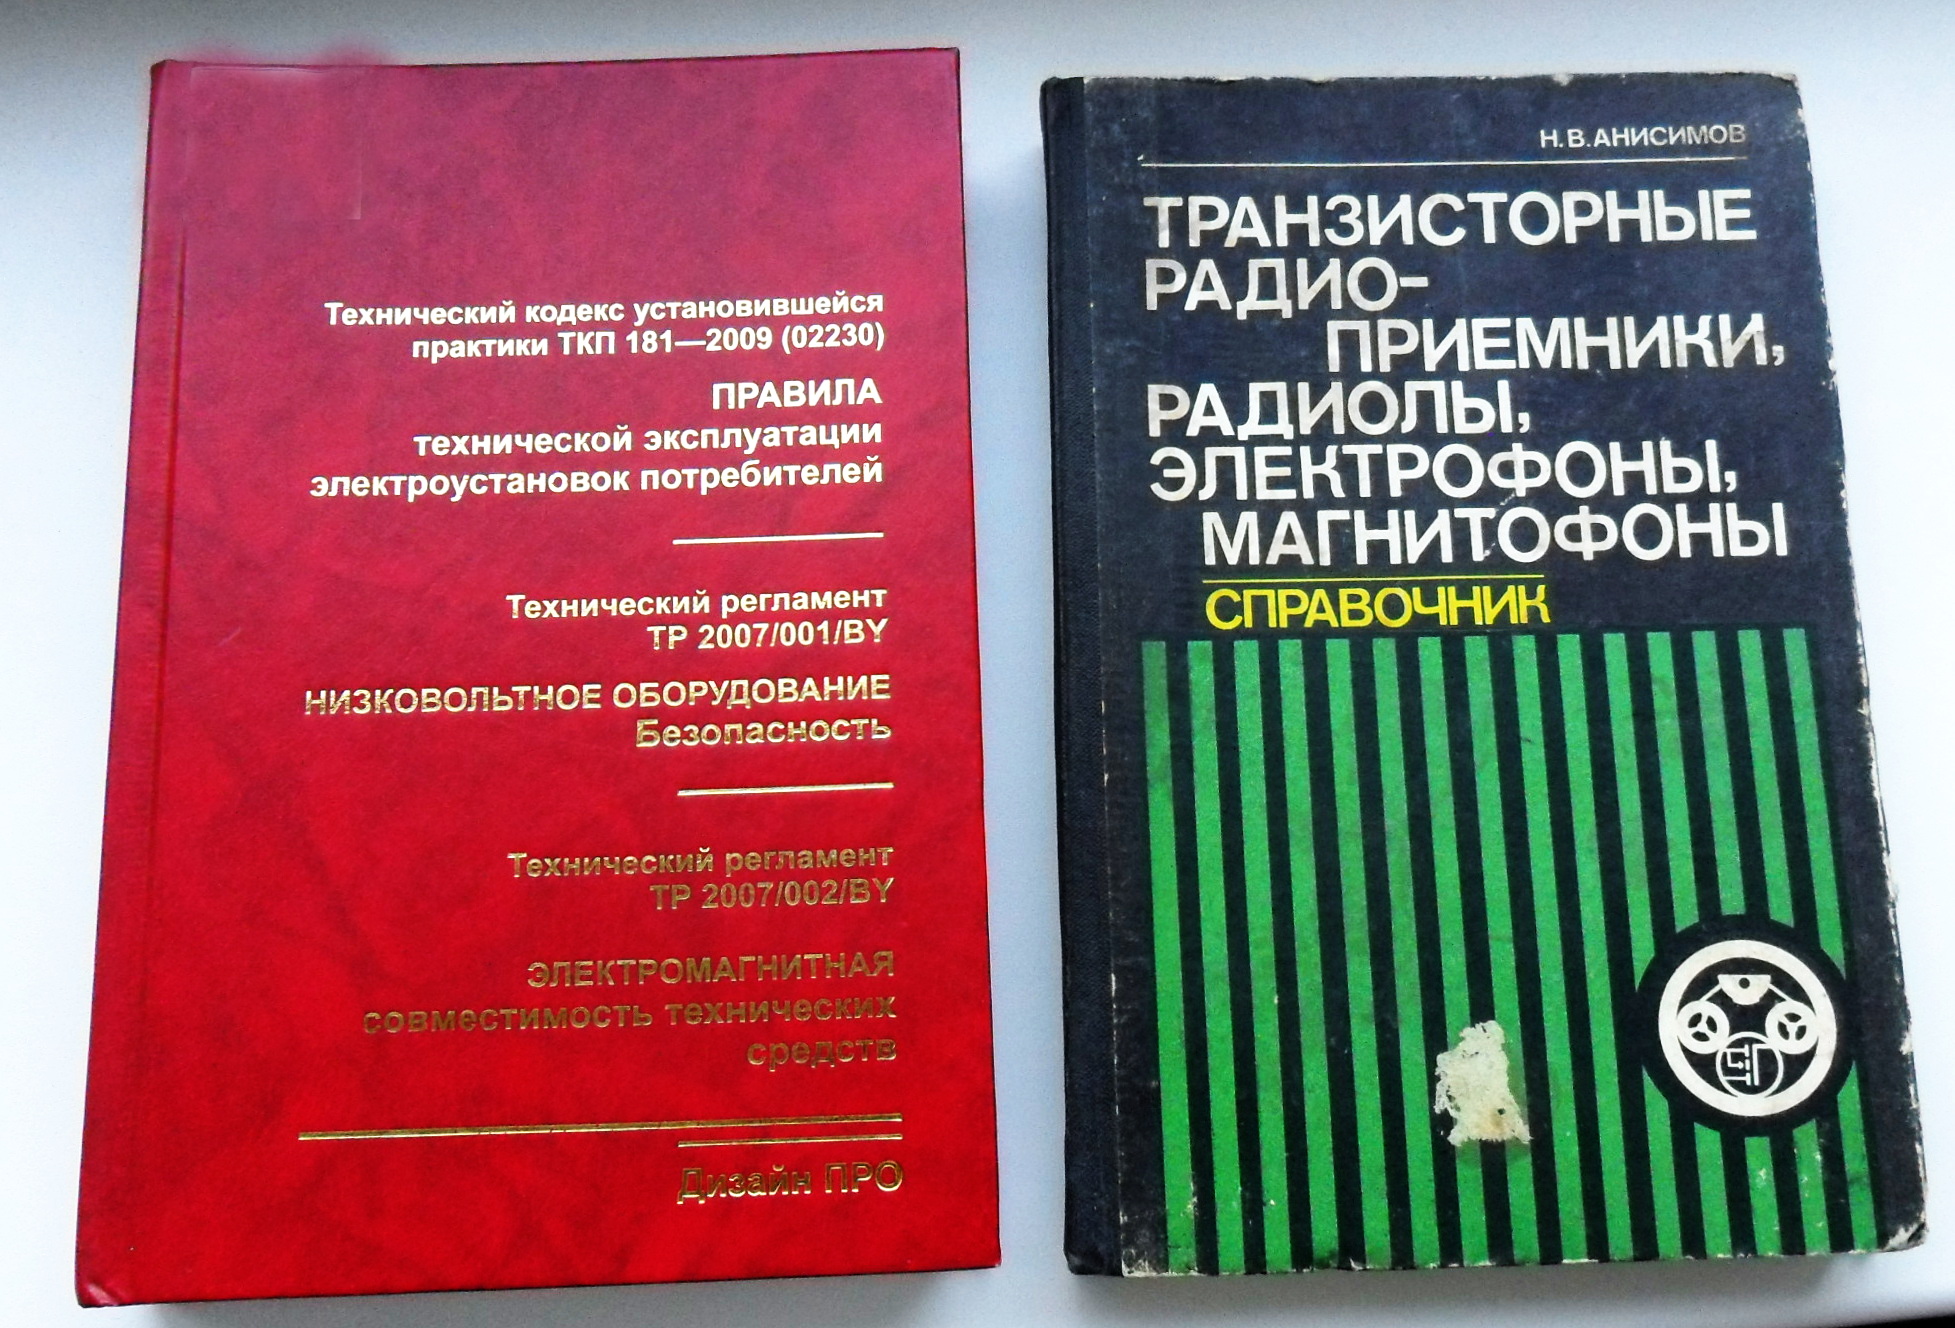 Технический кодекс установившейся
практики ТКП 181—2009 (02230)
ПРАВИЛА
технической эксплуатации
электроустановок потребителей
Технический регламент
ТР 2007/001/BY
НИЗКОВОЛЬТНОЕ ОБОРУДОВАНИЕ
Безопасность
Технический регламент
ТР 2007/002/BY
ЭЛЕКТРОМАГНИТНАЯ
совместимость технических
средств
Дизайн ПРО
Н.В.АНИСИМОВ
ТРАНЗИСТОРНЫЕ
РАДИО-
ПРИЕМНИКИ,
РАДИОЛЫ,
ЭЛЕКТРОФОНЫ,
МАГНИТОФОНЫ
СПРАВОЧНИК